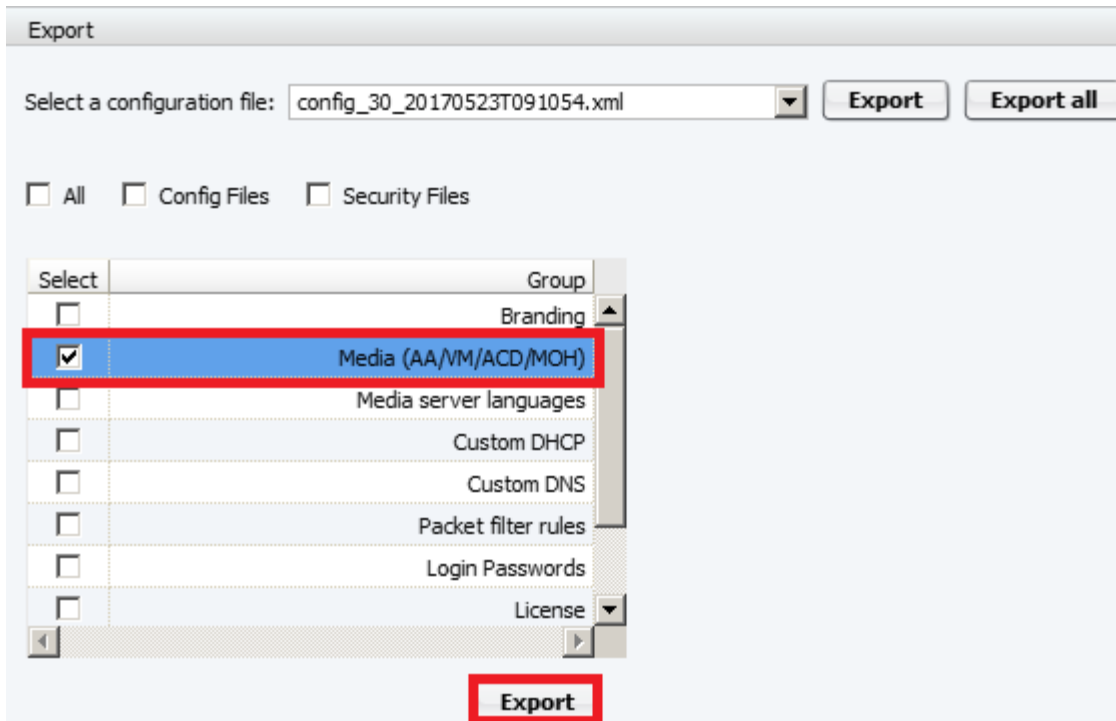 Export
Select a configuration file: config_30_20170523T091054.xml Export Export all
All Config Files Security Files
Select Group
Branding
Media (AA/VM/ACD/MOH)
Media server languages
Custom DHCP
Custom DNS
Packet filter rules
Login Passwords
License
Export